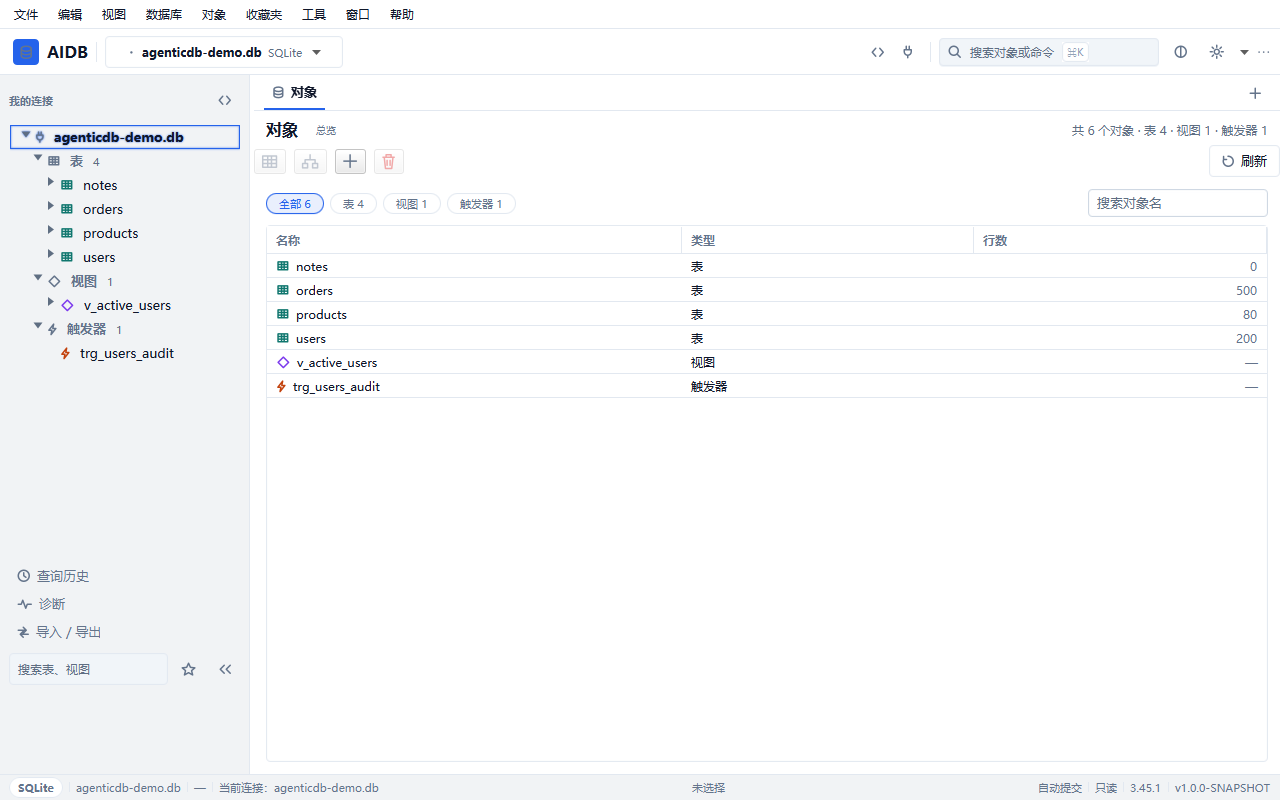 文件 编辑 视图 数据库 对象 收藏夹 工具 窗口 帮助
AIDB · agenticdb-demo.db SQLite 搜索对象或命令 ⌘K
我的连接
agenticdb-demo.db
表 4
notes
orders
products
users
视图 1
v_active_users
触发器 1
trg_users_audit
查询历史
诊断
导入 / 导出
搜索表、视图
对象
对象 总览 共 6 个对象 · 表 4 · 视图 1 · 触发器 1
刷新
全部 6 表 4 视图 1 触发器 1 搜索对象名
名称 类型 行数
notes 表 0
orders 表 500
products 表 80
users 表 200
v_active_users 视图 —
trg_users_audit 触发器 —
SQLite agenticdb-demo.db — 当前连接: agenticdb-demo.db 未选择 自动提交 只读 3.45.1 v1.0.0-SNAPSHOT